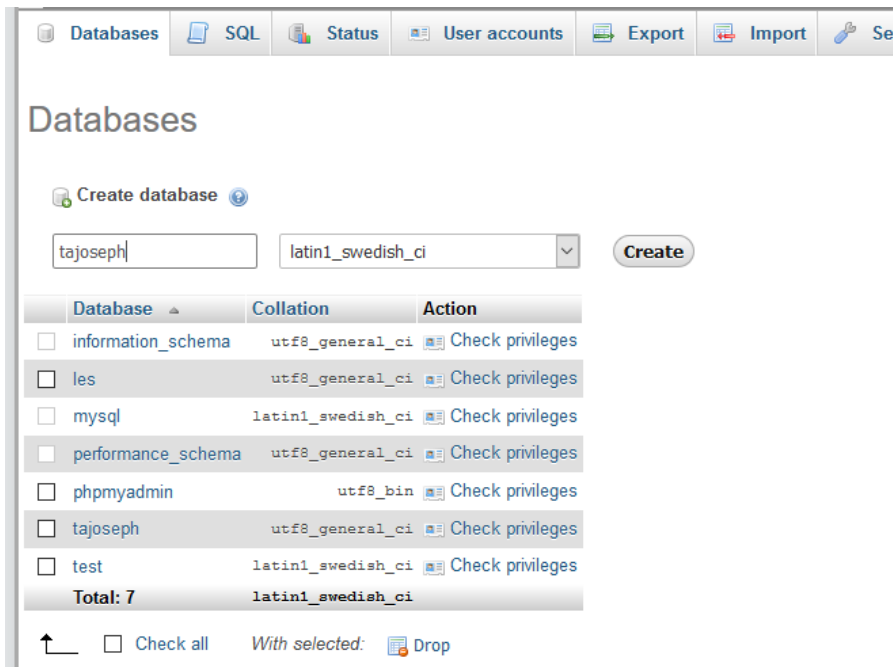 Databases SQL Status User accounts Export Import Se
Databases
Create database
tajoseph latin1_swedish_ci Create
Database Collation Action
information_schema utf8_general_ci Check privileges
les utf8_general_ci Check privileges
mysql latin1_swedish_ci Check privileges
performance_schema utf8_general_ci Check privileges
phpmyadmin utf8_bin Check privileges
tajoseph utf8_general_ci Check privileges
test latin1_swedish_ci Check privileges
Total: 7 latin1_swedish_ci
Check all With selected: Drop